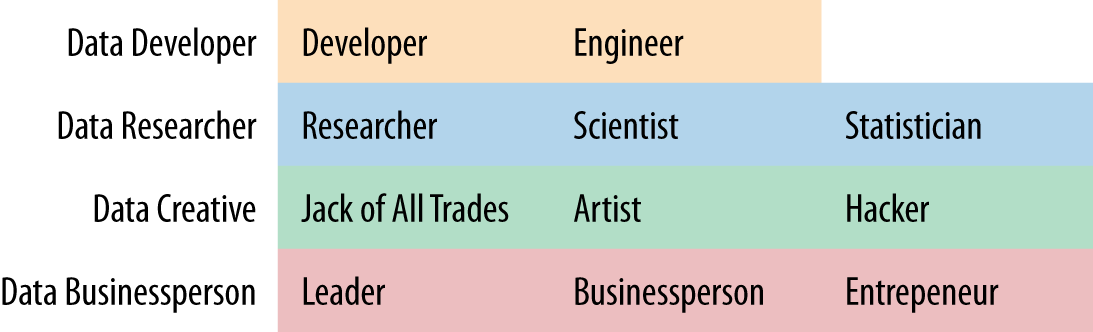 Data Developer Developer Engineer
Data Researcher Researcher Scientist Statistician
Data Creative Jack of All Trades Artist Hacker
Data Businessperson Leader Businessperson Entrepeneur